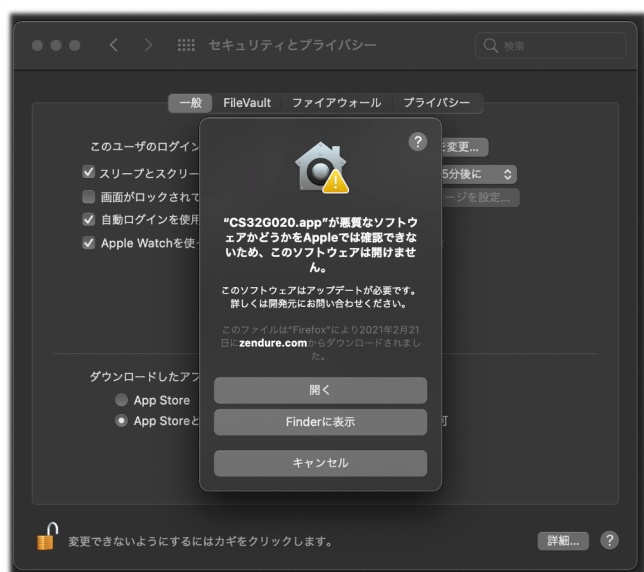 セキュリティとプライバシー
検索
一般 FileVault ファイアウォール プライバシー
このユーザのログイン
を変更...
スリープとスクリー
5分後に
画面がロックされて
ージを設定...
自動ログインを使用
Apple Watchを使
?
“CS32G020.app”が悪質なソフトウ
ェアかどうかをAppleでは確認できな
いため、このソフトウェアは開けませ
ん。
このソフトウェアはアップデートが必要です。
詳しくは開発元にお問い合わせください。
このファイルは“Firefox”により2021年2月21
日にzendure.comからダウンロードされまし
た。
開く
Finderに表示
キャンセル
ダウンロードしたアプ
App Store
App Storeと
可
変更できないようにするにはカギをクリックします。
詳細...
?